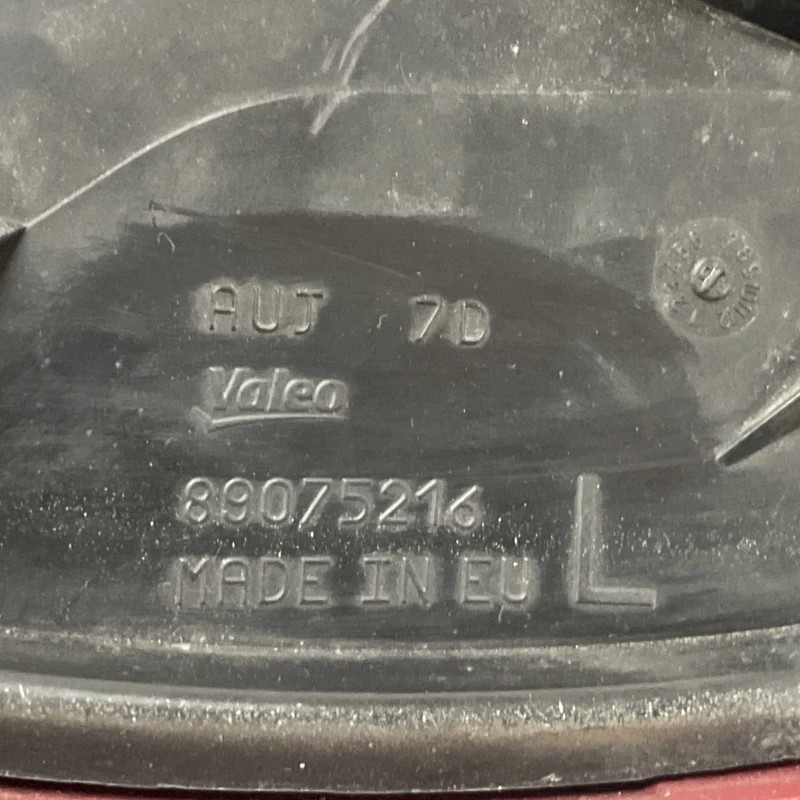 AUJ 7D
Valeo
89075216
MADE IN EU L